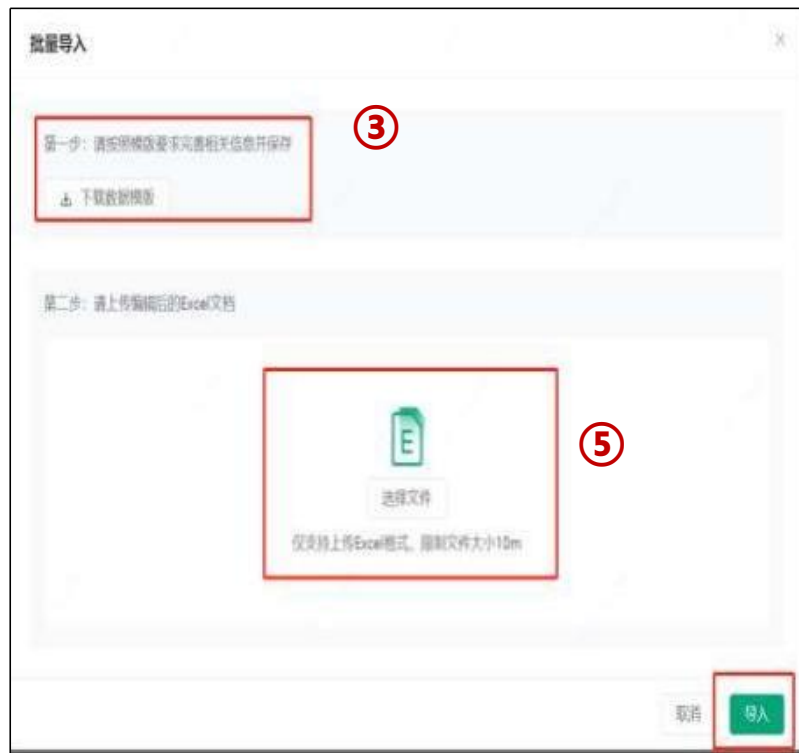 批量导入
×
③
第一步：请按照模版要求完善相关信息并保存
下载数据模版
第二步：请上传编辑后的Excel文档
E
⑤
选择文件
仅支持上传Excel格式，限制文件大小10m
取消
导入